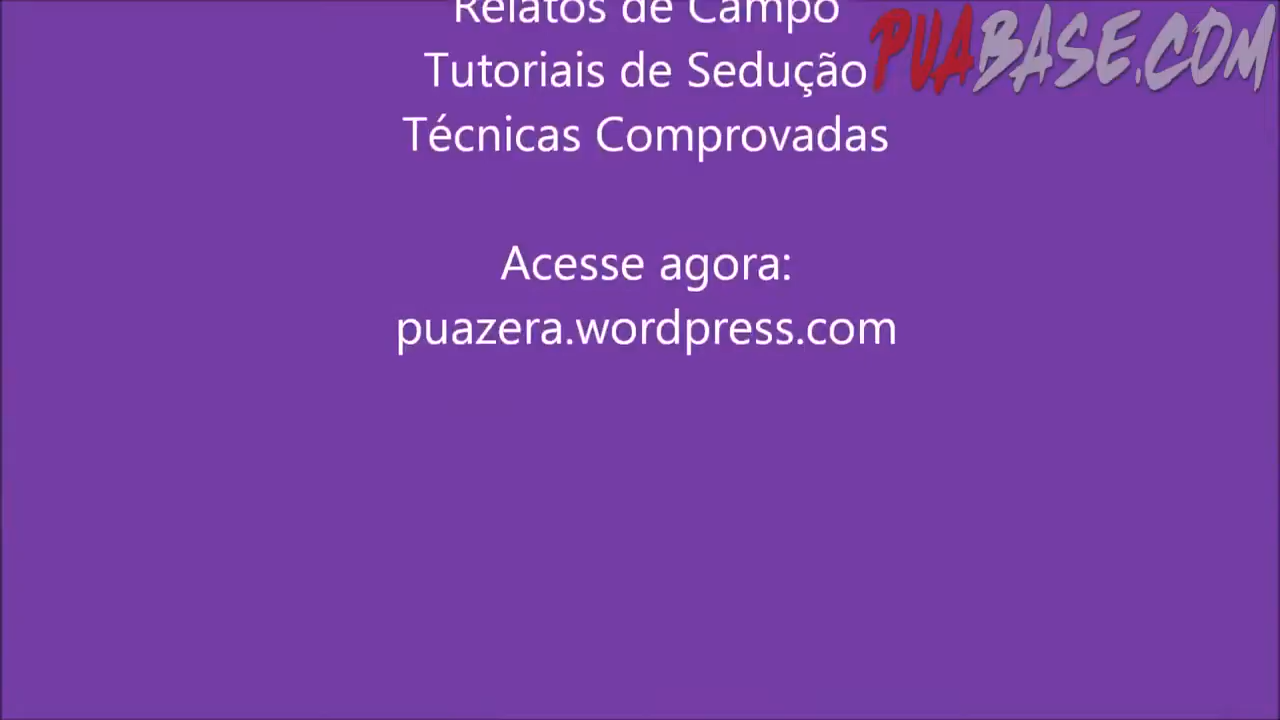 Relatos de Campo
PUABASE.COM
Tutoriais de Sedução
Técnicas Comprovadas
Acesse agora:
puazera.wordpress.com